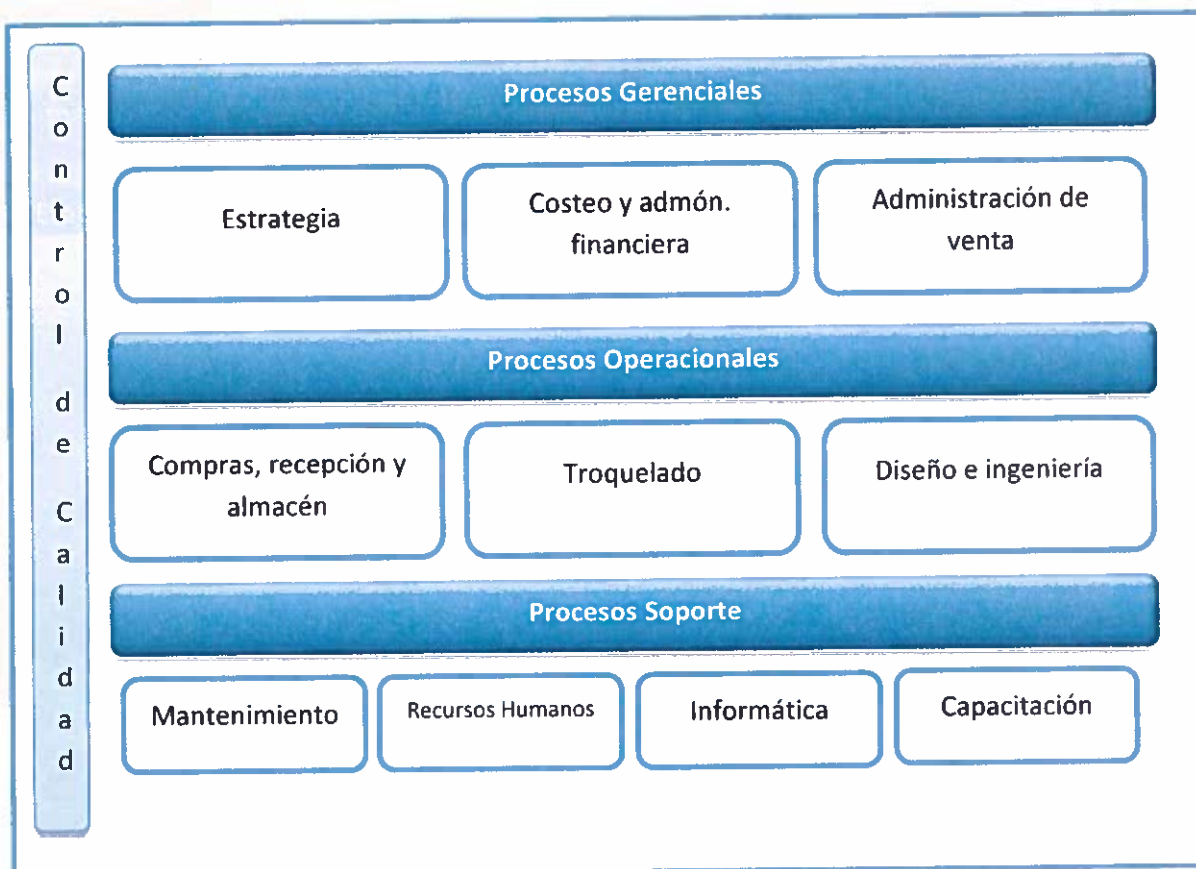 Control de Calidad
Procesos Gerenciales
Estrategia
Costeo y admón.
financiera
Administración de
venta
Procesos Operacionales
Compras, recepción y
almacén
Troquelado
Diseño e ingeniería
Procesos Soporte
Mantenimiento
Recursos Humanos
Informática
Capacitación